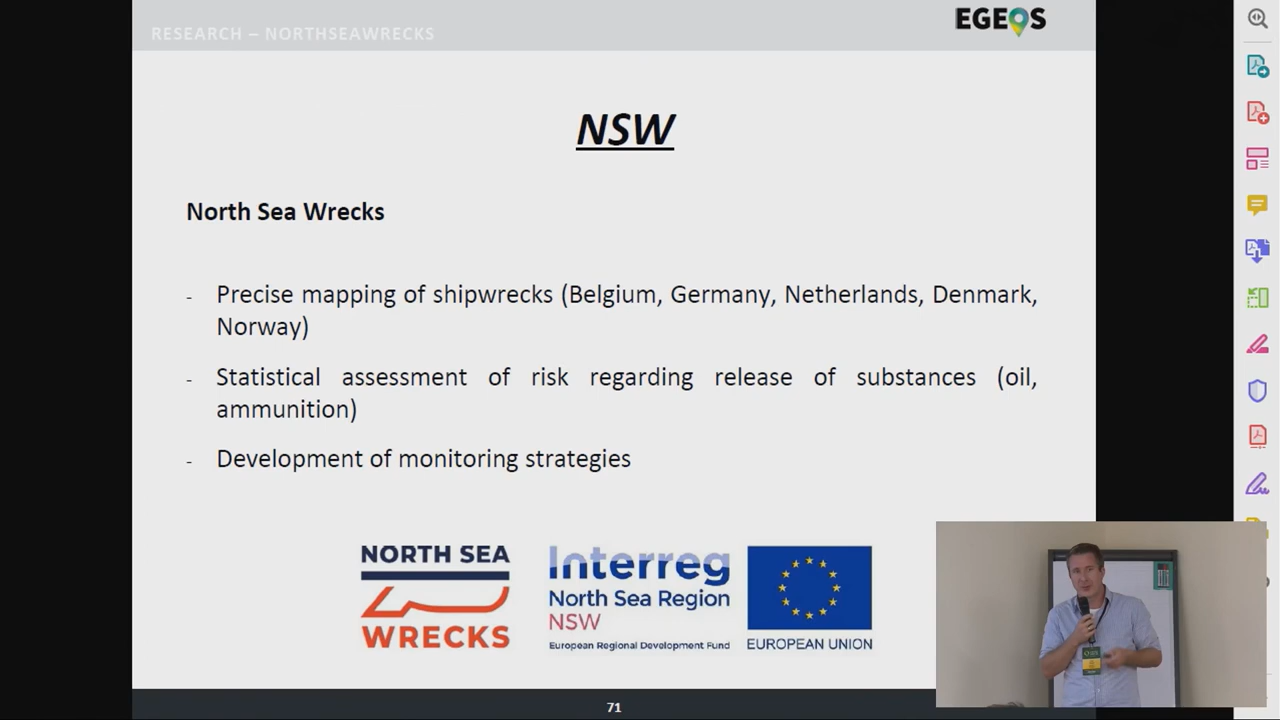 RESEARCH – NORTHSEAWRECKS
EGEOS
NSW
North Sea Wrecks
- Precise mapping of shipwrecks (Belgium, Germany, Netherlands, Denmark,
Norway)
- Statistical assessment of risk regarding release of substances (oil,
ammunition)
- Development of monitoring strategies
NORTH SEA
WRECKS
Interreg
North Sea Region
NSW
European Regional Development Fund
EUROPEAN UNION
71